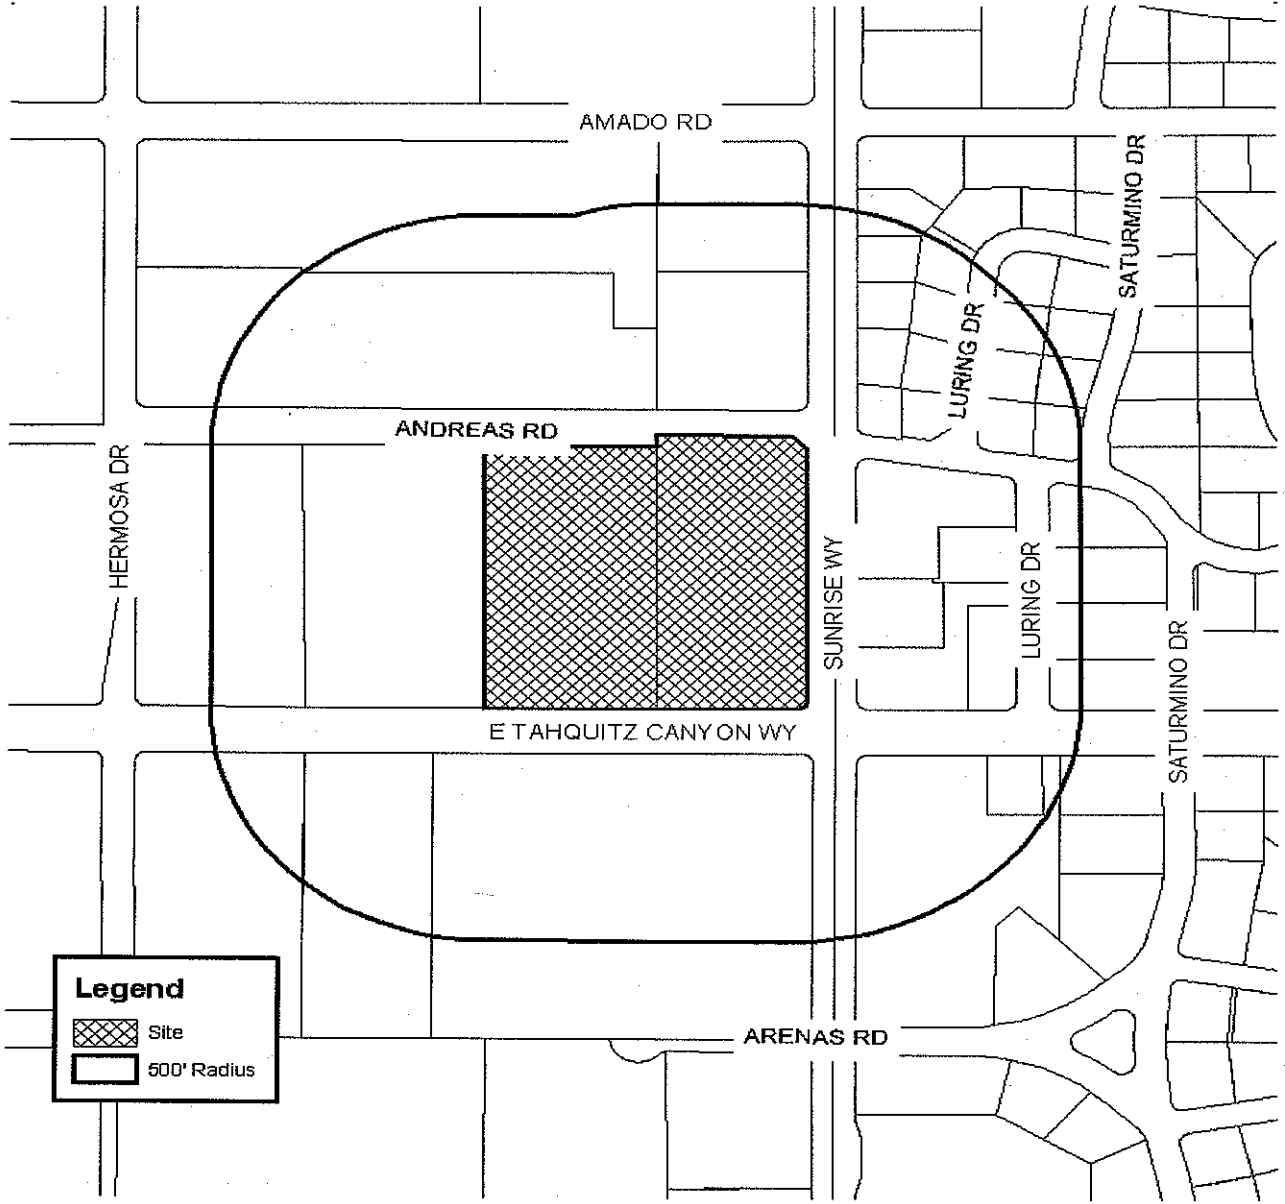 AMADO RD
SATURMINO DR
LURING DR
ANDREAS RD
HERMOSA DR
SUNRISE WY
LURING DR
SATURMINO DR
E TAHQUITZ CANYON WY
Legend
Site
500' Radius
ARENAS RD